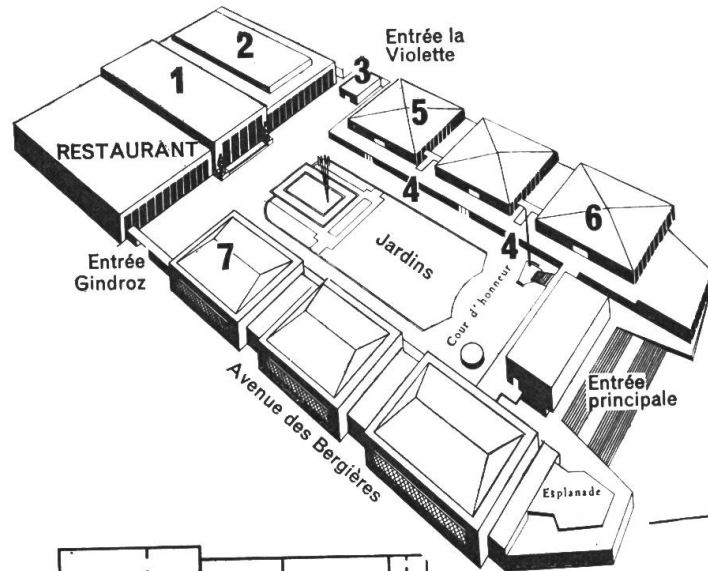 Entrée la
Violette
2
3
1
5
RESTAURANT
4
6
Jardins
4
7
Entrée
Gindroz
Cour d'honneur
Avenue des Bergières
Entrée
principale
Esplanade